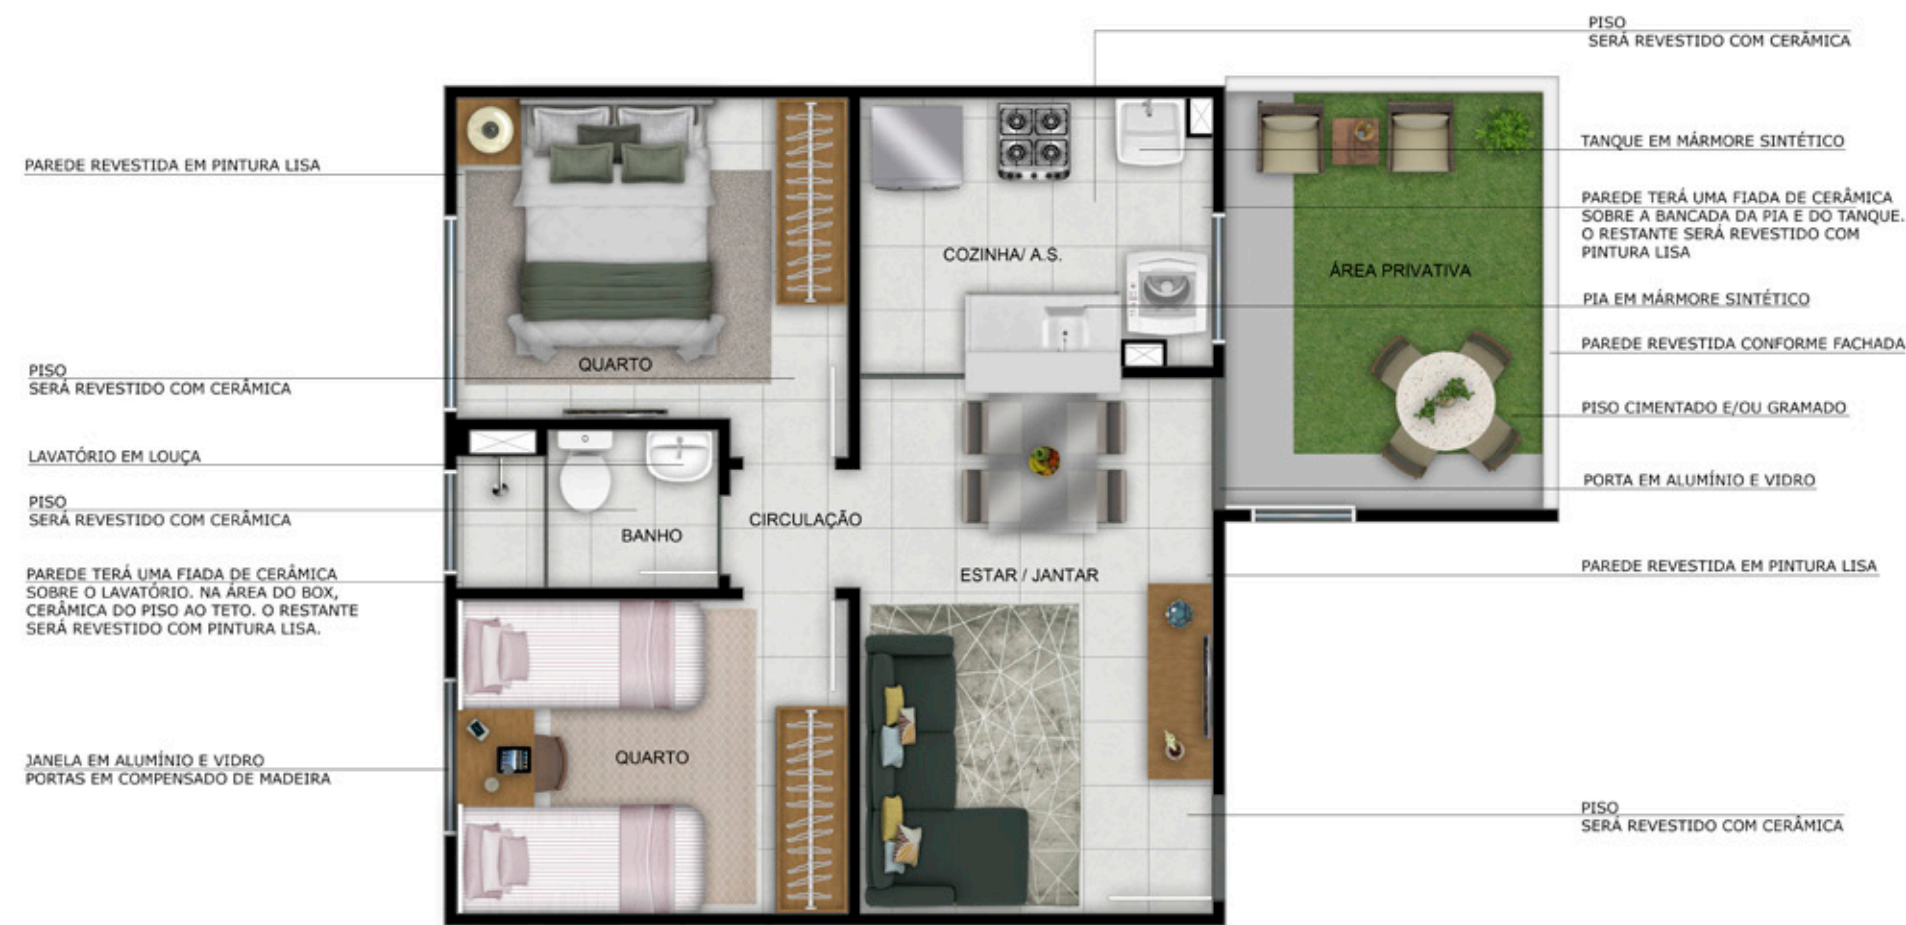 PAREDE REVESTIDA EM PINTURA LISA
PISO
SERÁ REVESTIDO COM CERÂMICA
LAVATÓRIO EM LOUÇA
PISO
SERÁ REVESTIDO COM CERÂMICA
PAREDE TERÁ UMA FIADA DE CERÂMICA
SOBRE O LAVATÓRIO. NA ÁREA DO BOX,
CERÂMICA DO PISO AO TETO. O RESTANTE
SERÁ REVESTIDO COM PINTURA LISA.
JANELA EM ALUMÍNIO E VIDRO
PORTAS EM COMPENSADO DE MADEIRA
QUARTO
BANHO
CIRCULAÇÃO
QUARTO
COZINHA/ A.S.
ESTAR / JANTAR
ÁREA PRIVATIVA
PISO
SERÁ REVESTIDO COM CERÂMICA
TANQUE EM MÁRMORE SINTÉTICO
PAREDE TERÁ UMA FIADA DE CERÂMICA
SOBRE A BANCADA DA PIA E DO TANQUE.
O RESTANTE SERÁ REVESTIDO COM
PINTURA LISA
PIA EM MÁRMORE SINTÉTICO
PAREDE REVESTIDA CONFORME FACHADA
PISO CIMENTADO E/OU GRAMADO
PORTA EM ALUMÍNIO E VIDRO
PAREDE REVESTIDA EM PINTURA LISA
PISO
SERÁ REVESTIDO COM CERÂMICA